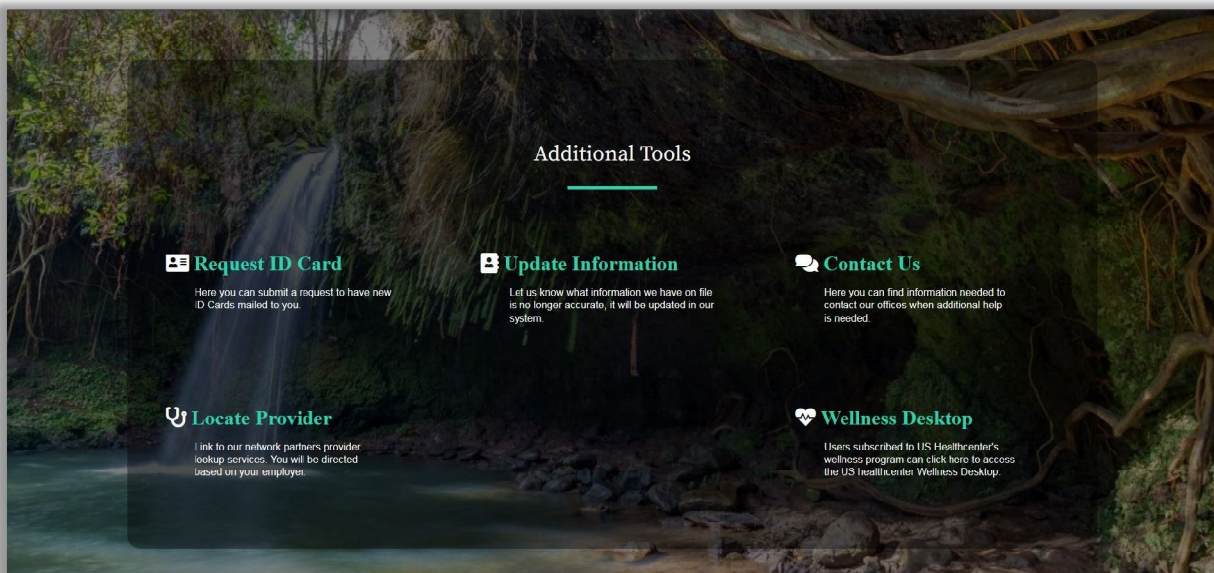 Additional Tools
Request ID Card
Here you can submit a request to have new
ID Cards mailed to you.
Update Information
Let us know what information we have on file
is no longer accurate, it will be updated in our
system.
Contact Us
Here you can find information needed to
contact our offices when additional help
is needed.
Locate Provider
Link to our network partners provider
lookup services. You will be directed
based on your employer.
Wellness Desktop
Users subscribed to US Healthcenter's
wellness program can click here to access
the US healthcenter Wellness Desktop.